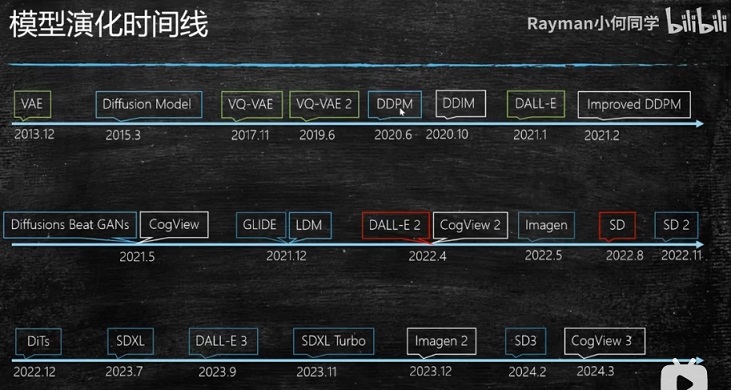 模型演化时间线
Rayman小何同学 bilibili
VAE Diffusion Model VQ-VAE VQ-VAE 2 DDPM DDIM DALL-E Improved DDPM
2013.12 2015.3 2017.11 2019.6 2020.6 2020.10 2021.1 2021.2
Diffusions Beat GANs CogView GLIDE LDM DALL-E 2 CogView 2 Imagen SD SD 2
2021.5 2021.12 2022.4 2022.5 2022.8 2022.11
DiTs SDXL DALL-E 3 SDXL Turbo Imagen 2 SD3 CogView 3
2022.12 2023.7 2023.9 2023.11 2023.12 2024.2 2024.3